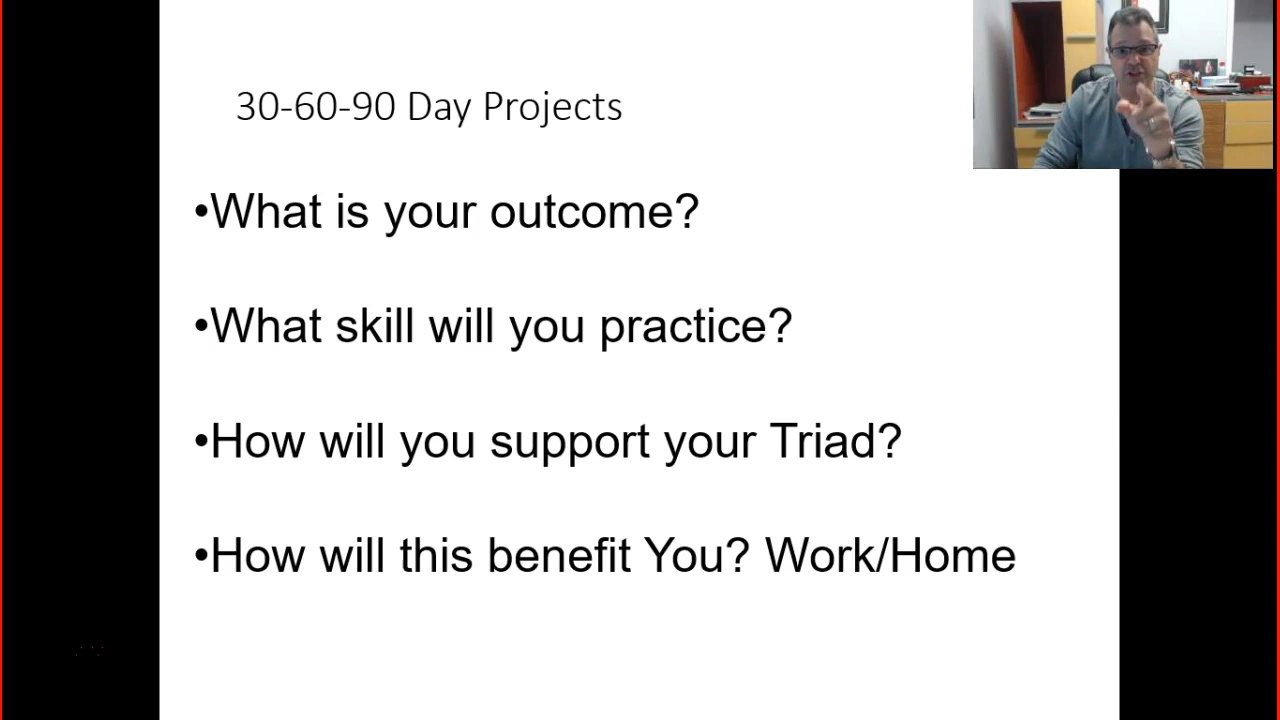 30-60-90 Day Projects
•What is your outcome?
•What skill will you practice?
•How will you support your Triad?
•How will this benefit You? Work/Home